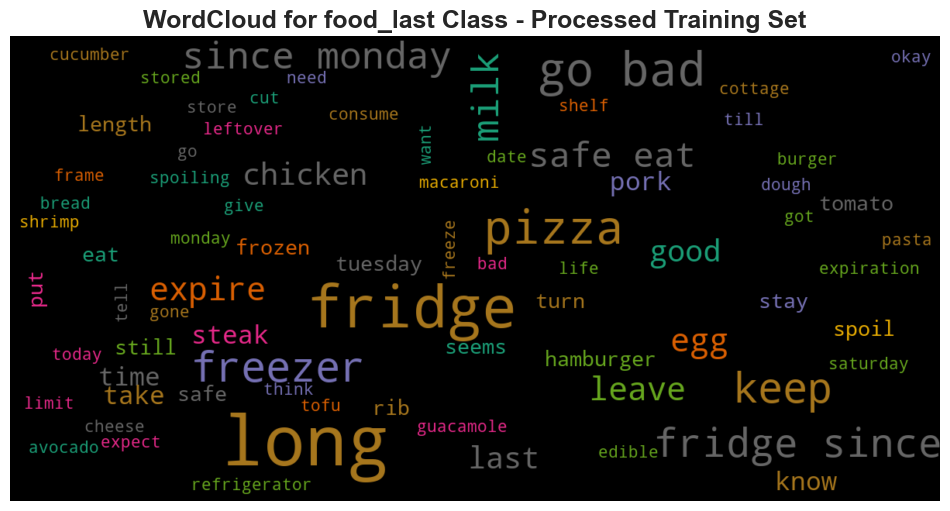 WordCloud for food_last Class - Processed Training Set
cucumber
since monday
milk
go bad
okay
stored
need
cottage
store
cut
consume
shelf
till
length
leftover
want
go
date
safe eat
burger
frame
spoiling
chicken
macaroni
pork
dough
bread
give
tomato
shrimp
pizza
got
monday
frozen
freeze
good
pasta
eat
tuesday
bad
life
expiration
put
tell
expire
fridge
turn
stay
gone
steak
egg
spoil
today
still
freezer
seems
hamburger
saturday
time
take
safe
think
leave
keep
limit
tofu
rib
cheese
long
guacamole
avocado
expect
last
edible
fridge since
refrigerator
know